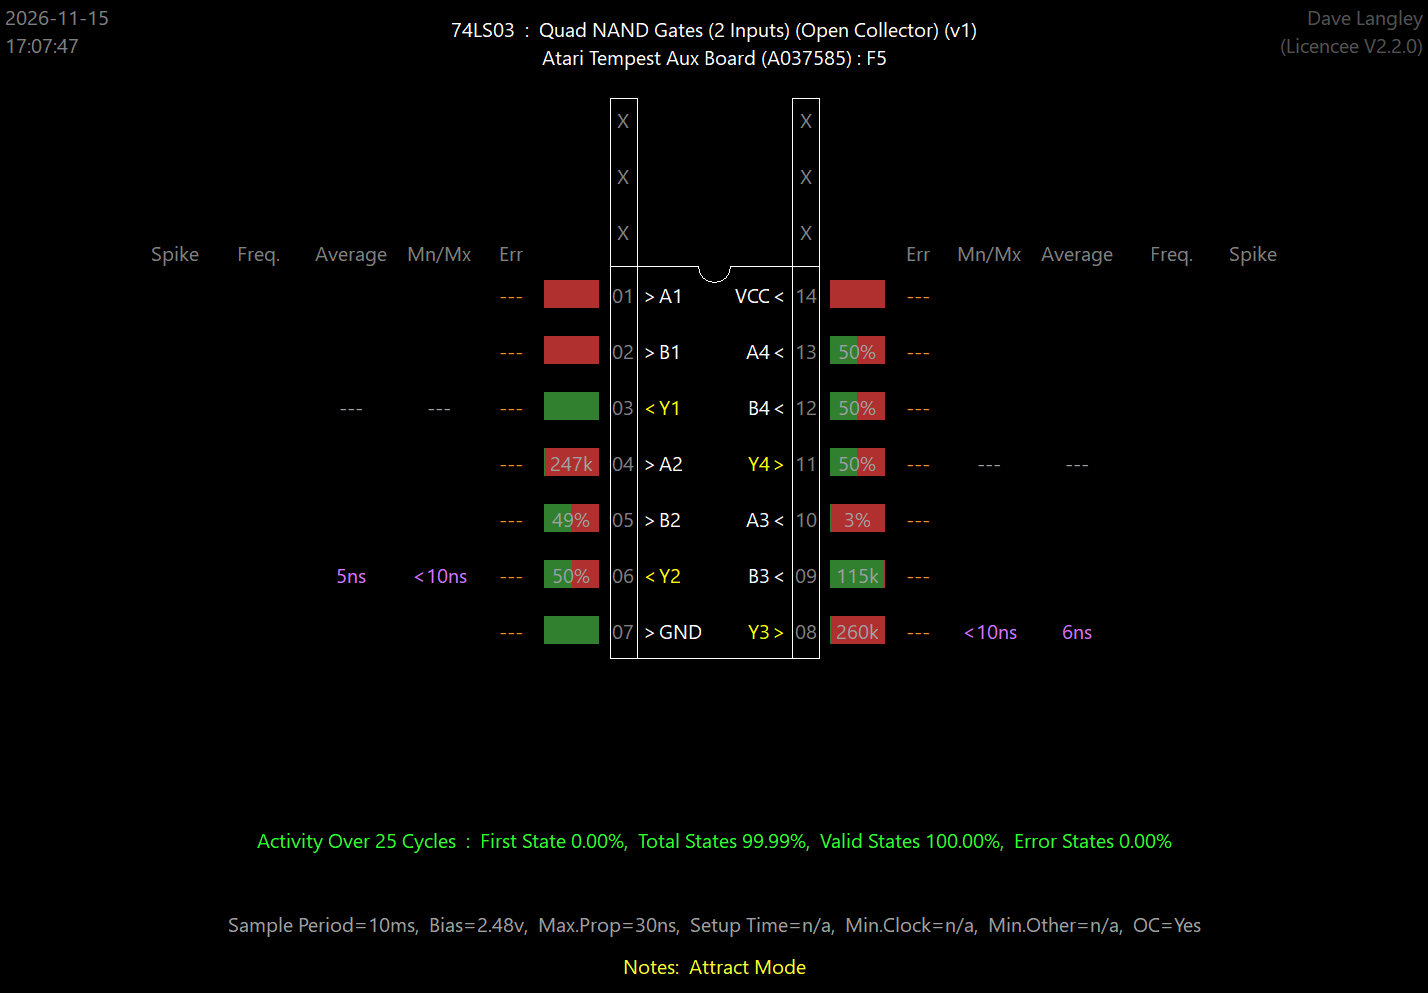 2026-11-15
17:07:47
74LS03 : Quad NAND Gates (2 Inputs) (Open Collector) (v1)
Atari Tempest Aux Board (A037585) : F5
Dave Langley
(Licencee V2.2.0)
X X
X X
X X
Spike Freq. Average Mn/Mx Err Err Mn/Mx Average Freq. Spike
--- 01 > A1 VCC < 14 ---
--- 02 > B1 A4 < 13 50% ---
--- --- --- 03 < Y1 B4 < 12 50% ---
--- 247k 04 > A2 Y4 > 11 50% --- --- ---
--- 49% 05 > B2 A3 < 10 3% ---
5ns <10ns --- 50% 06 < Y2 B3 < 09 115k ---
--- 07 > GND Y3 > 08 260k --- <10ns 6ns
Activity Over 25 Cycles : First State 0.00%, Total States 99.99%, Valid States 100.00%, Error States 0.00%
Sample Period=10ms, Bias=2.48v, Max.Prop=30ns, Setup Time=n/a, Min.Clock=n/a, Min.Other=n/a, OC=Yes
Notes: Attract Mode